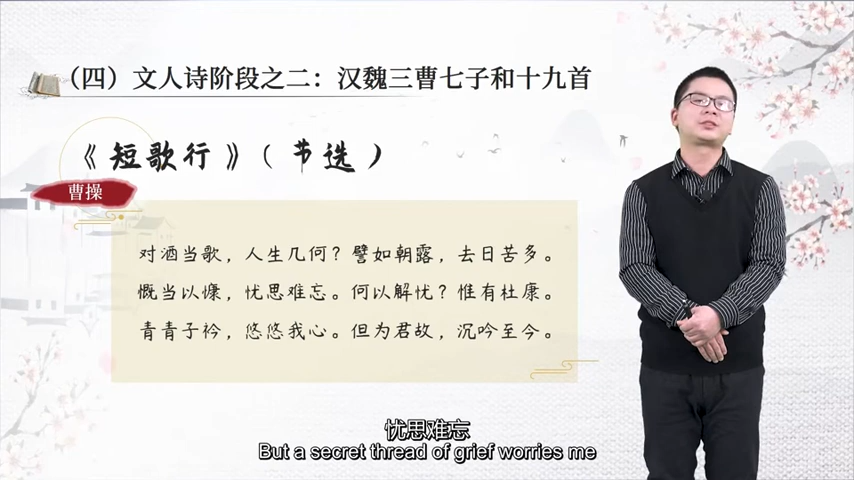 （四）文人诗阶段之二：汉魏三曹七子和十九首
《短歌行》（节选）
曹操
对酒当歌，人生几何？譬如朝露，去日苦多。
慨当以慷，忧思难忘。何以解忧？惟有杜康。
青青子衿，悠悠我心。但为君故，沉吟至今。
忧思难忘
But a secret thread of grief worries me